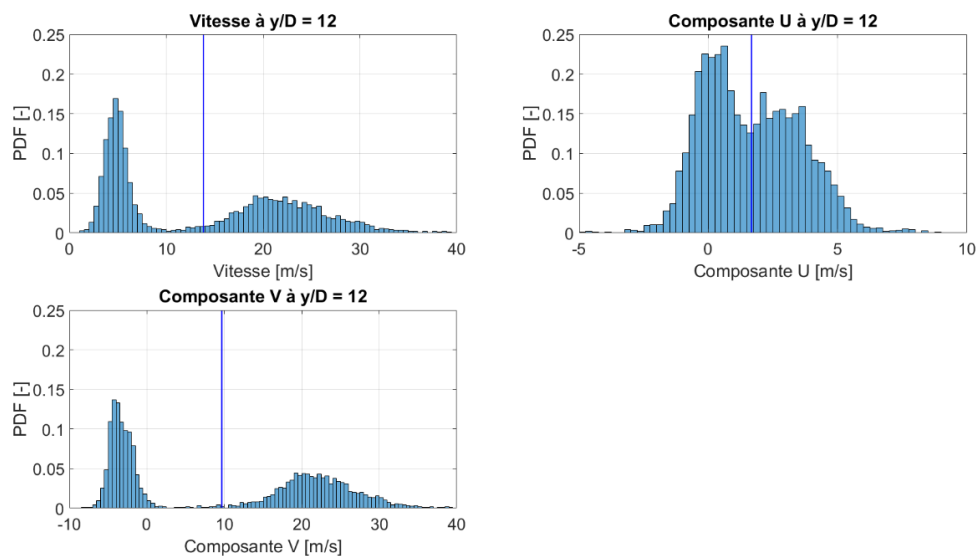 Vitesse à y/D = 12
0.25
0.2
0.15
0.1
0.05
0
PDF [-]
0 10 20 30 40
Vitesse [m/s]
Composante U à y/D = 12
0.25
0.2
0.15
0.1
0.05
0
PDF [-]
-5 0 5 10
Composante U [m/s]
Composante V à y/D = 12
0.25
0.2
0.15
0.1
0.05
0
PDF [-]
-10 0 10 20 30 40
Composante V [m/s]